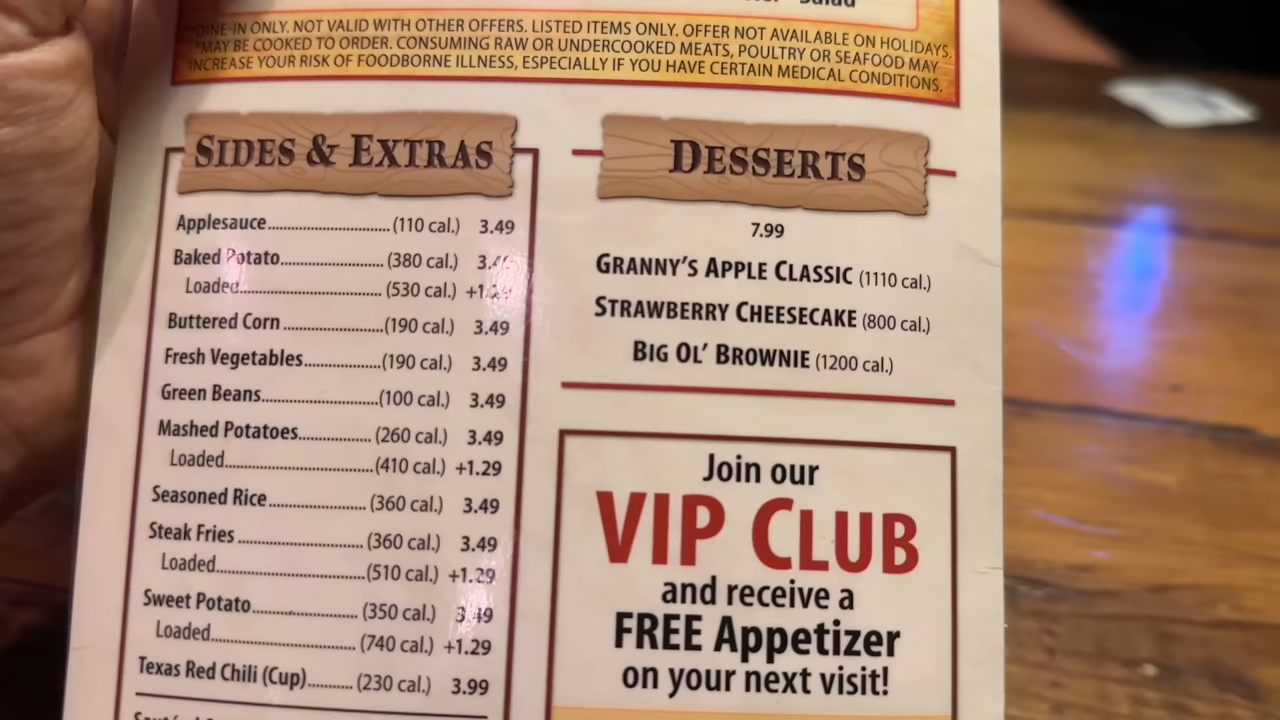 **DINE-IN ONLY. NOT VALID WITH OTHER OFFERS. LISTED ITEMS ONLY. OFFER NOT AVAILABLE ON HOLIDAYS.
*MAY BE COOKED TO ORDER. CONSUMING RAW OR UNDERCOOKED MEATS, POULTRY OR SEAFOOD MAY
INCREASE YOUR RISK OF FOODBORNE ILLNESS, ESPECIALLY IF YOU HAVE CERTAIN MEDICAL CONDITIONS.
SIDES & EXTRAS
Applesauce (110 cal.) 3.49
Baked Potato (380 cal.)
Loaded (530 cal.)
Buttered Corn (190 cal.) 3.49
Fresh Vegetables (190 cal.) 3.49
Green Beans (100 cal.) 3.49
Mashed Potatoes (260 cal.) 3.49
Loaded (410 cal.) +1.29
Seasoned Rice (360 cal.) 3.49
Steak Fries (360 cal.) 3.49
Loaded (510 cal.) +1.29
Sweet Potato (350 cal.) 3.49
Loaded (740 cal.) +1.29
Texas Red Chili (Cup) (230 cal.) 3.99
DESSERTS
7.99
GRANNY'S APPLE CLASSIC (1110 cal.)
STRAWBERRY CHEESECAKE (800 cal.)
BIG OL' BROWNIE (1200 cal.)
Join our
VIP CLUB
and receive a
FREE Appetizer
on your next visit!